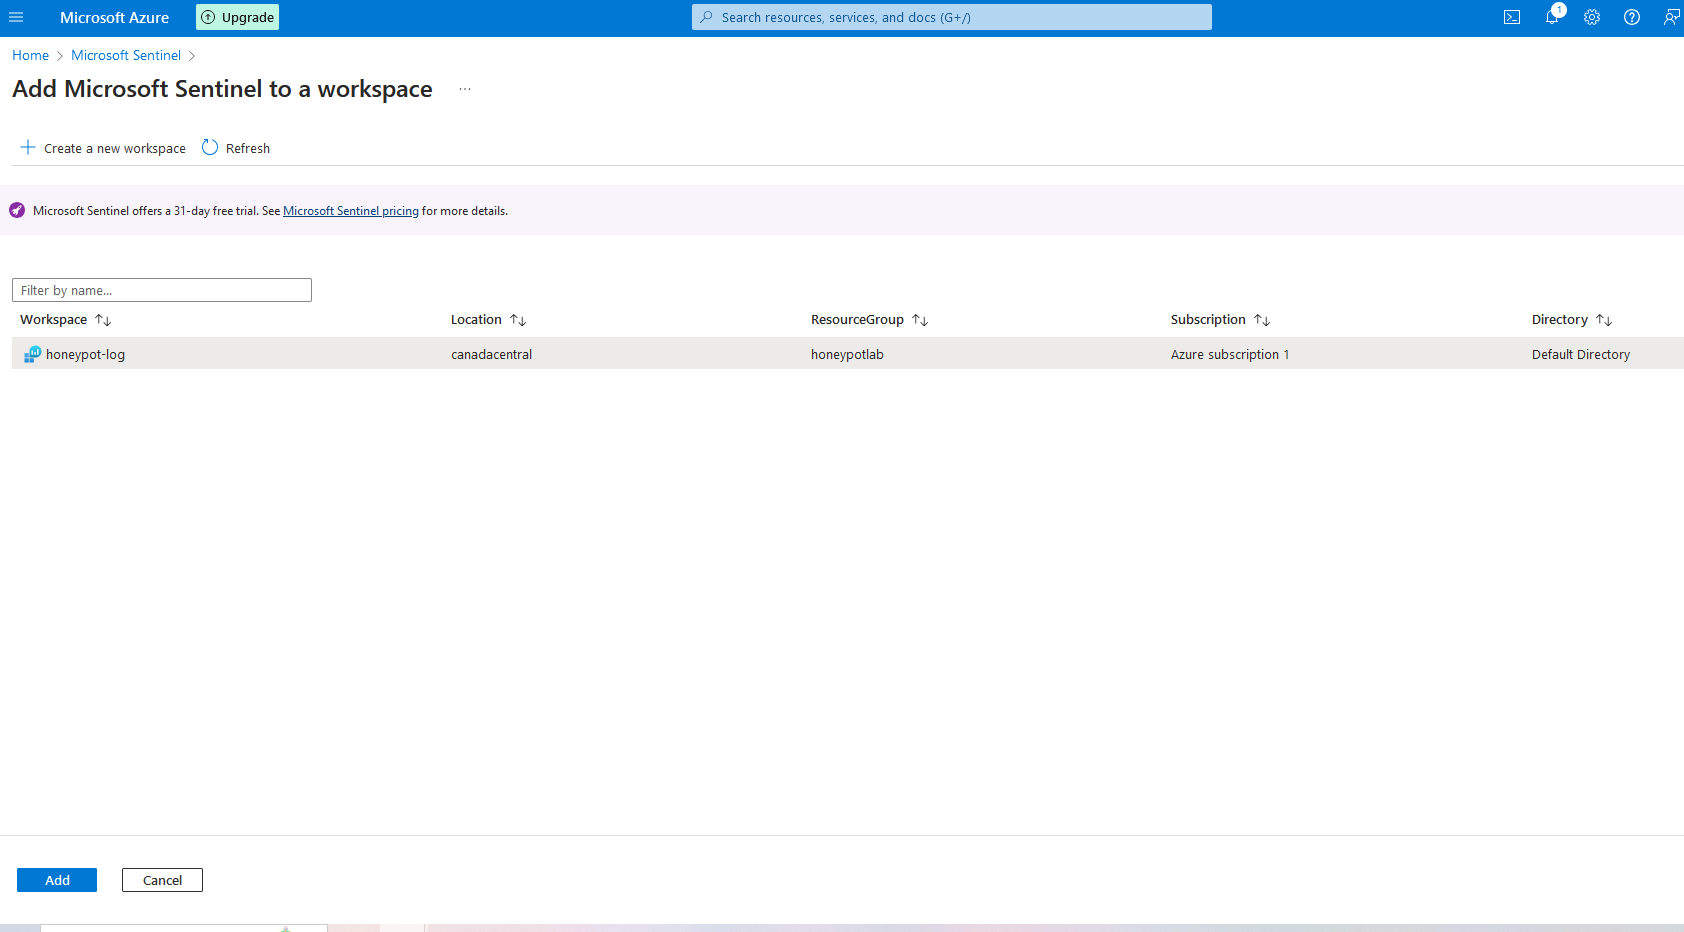 Microsoft Azure
Upgrade
Search resources, services, and docs (G+/)
1
Home > Microsoft Sentinel >
Add Microsoft Sentinel to a workspace ...
Create a new workspace
Refresh
Microsoft Sentinel offers a 31-day free trial. See Microsoft Sentinel pricing for more details.
Filter by name...
Workspace Location ResourceGroup Subscription Directory
honeypot-log canadacentral honeypotlab Azure subscription 1 Default Directory
Add
Cancel